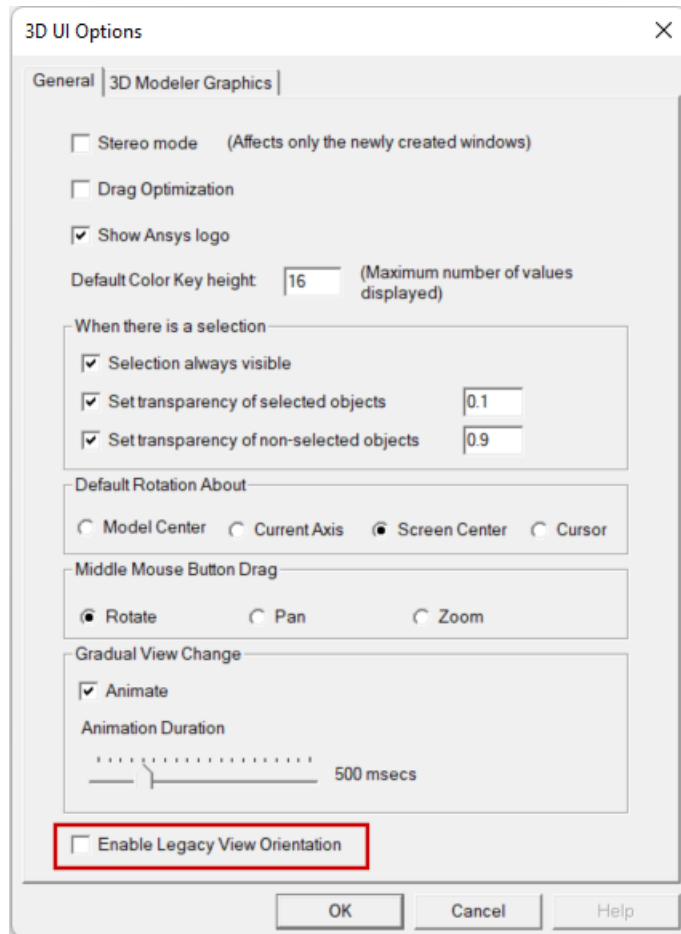 3D UI Options
General
3D Modeler Graphics
Stereo mode (Affects only the newly created windows)
Drag Optimization
Show Ansys logo
Default Color Key height: 16 (Maximum number of values
displayed)
When there is a selection
Selection always visible
Set transparency of selected objects 0.1
Set transparency of non-selected objects 0.9
Default Rotation About
Model Center Current Axis Screen Center Cursor
Middle Mouse Button Drag
Rotate Pan Zoom
Gradual View Change
Animate
Animation Duration
500 msecs
Enable Legacy View Orientation
OK Cancel Help